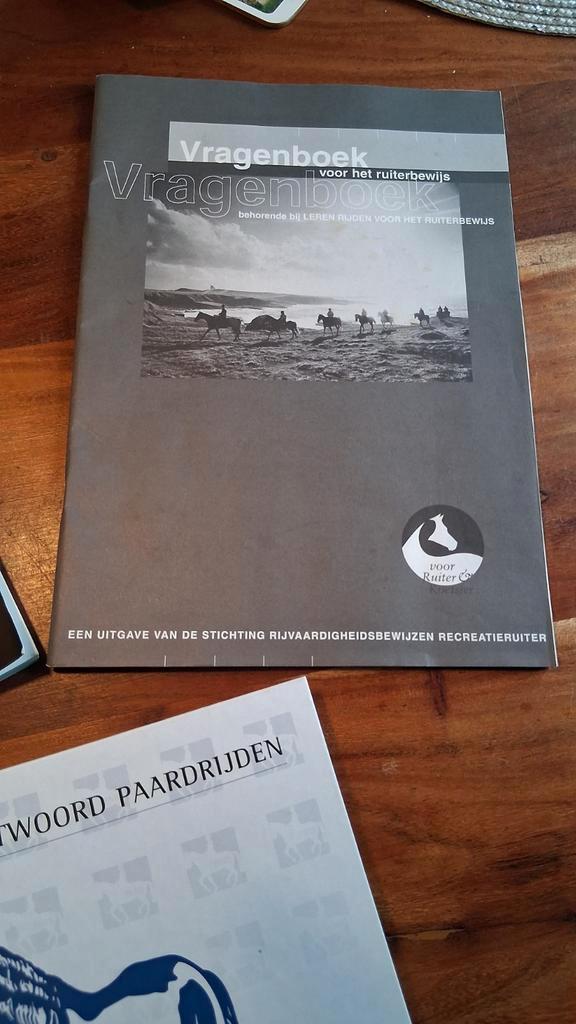 Vragenboek
voor het ruiterbewijs
Vragenboek
behorende bij LEREN RIJDEN VOOR HET RUITERBEWIJS
voor
Ruiter &
Koetsier
EEN UITGAVE VAN DE STICHTING RIJVAARDIGHEIDSBEWIJZEN RECREATIERUITER
TWOORD PAARDRIJDEN